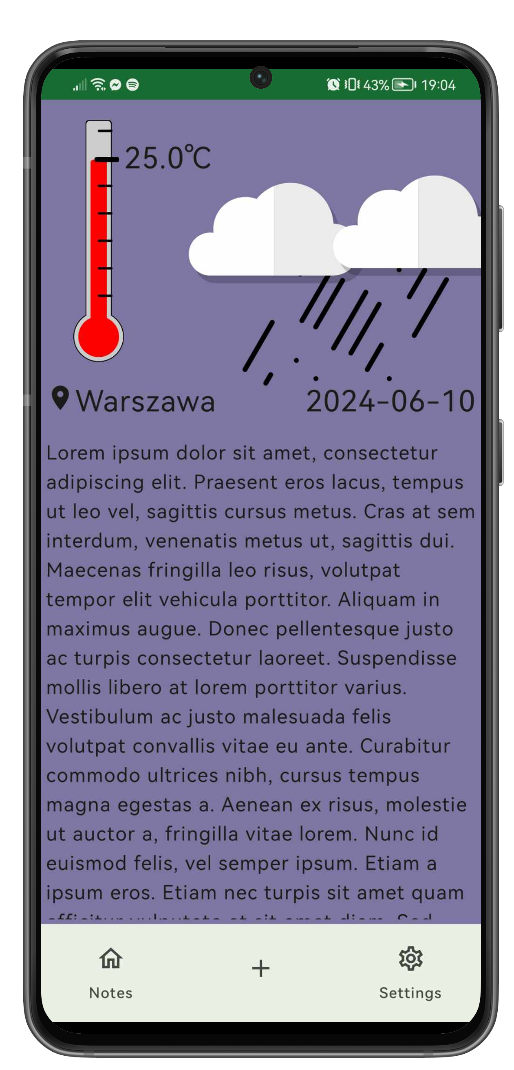 43% 19:04
25.0°C
Warszawa 2024-06-10
Lorem ipsum dolor sit amet, consectetur
adipiscing elit. Praesent eros lacus, tempus
ut leo vel, sagittis cursus metus. Cras at sem
interdum, venenatis metus ut, sagittis dui.
Maecenas fringilla leo risus, volutpat
tempor elit vehicula porttitor. Aliquam in
maximus augue. Donec pellentesque justo
ac turpis consectetur laoreet. Suspendisse
mollis libero at lorem porttitor varius.
Vestibulum ac justo malesuada felis
volutpat convallis vitae eu ante. Curabitur
commodo ultrices nibh, cursus tempus
magna egestas a. Aenean ex risus, molestie
ut auctor a, fringilla vitae lorem. Nunc id
euismod felis, vel semper ipsum. Etiam a
ipsum eros. Etiam nec turpis sit amet quam
Notes + Settings